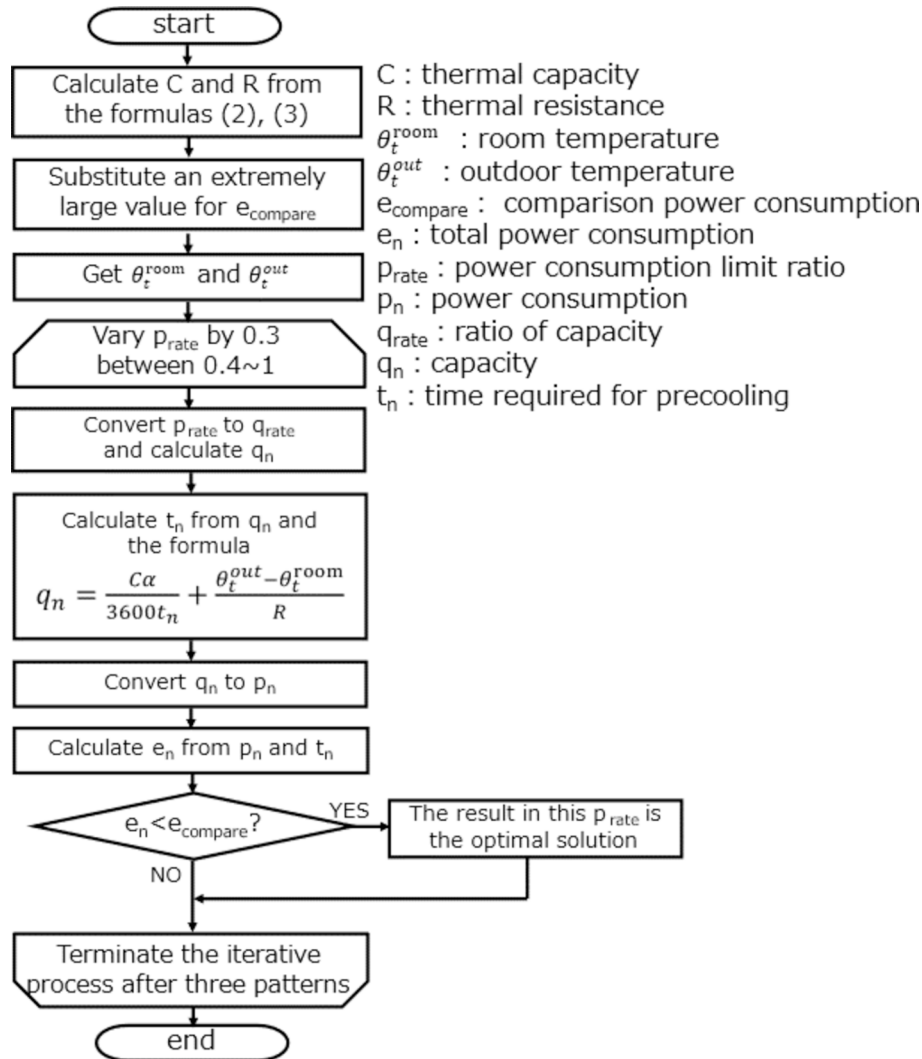 start
Calculate C and R from
the formulas (2), (3)
Substitute an extremely
large value for e_compare
Get θ_t^room and θ_t^out
Vary p_rate by 0.3
between 0.4~1
Convert p_rate to q_rate
and calculate q_n
Calculate t_n from q_n and
the formula
q_n = Cα/3600t_n + θ_t^out−θ_t^room/R
Convert q_n to p_n
Calculate e_n from p_n and t_n
e_n<e_compare?
YES
The result in this p_rate is
the optimal solution
NO
Terminate the iterative
process after three patterns
end
C : thermal capacity
R : thermal resistance
θ_t^room : room temperature
θ_t^out : outdoor temperature
e_compare : comparison power consumption
e_n : total power consumption
p_rate : power consumption limit ratio
p_n : power consumption
q_rate : ratio of capacity
q_n : capacity
t_n : time required for precooling